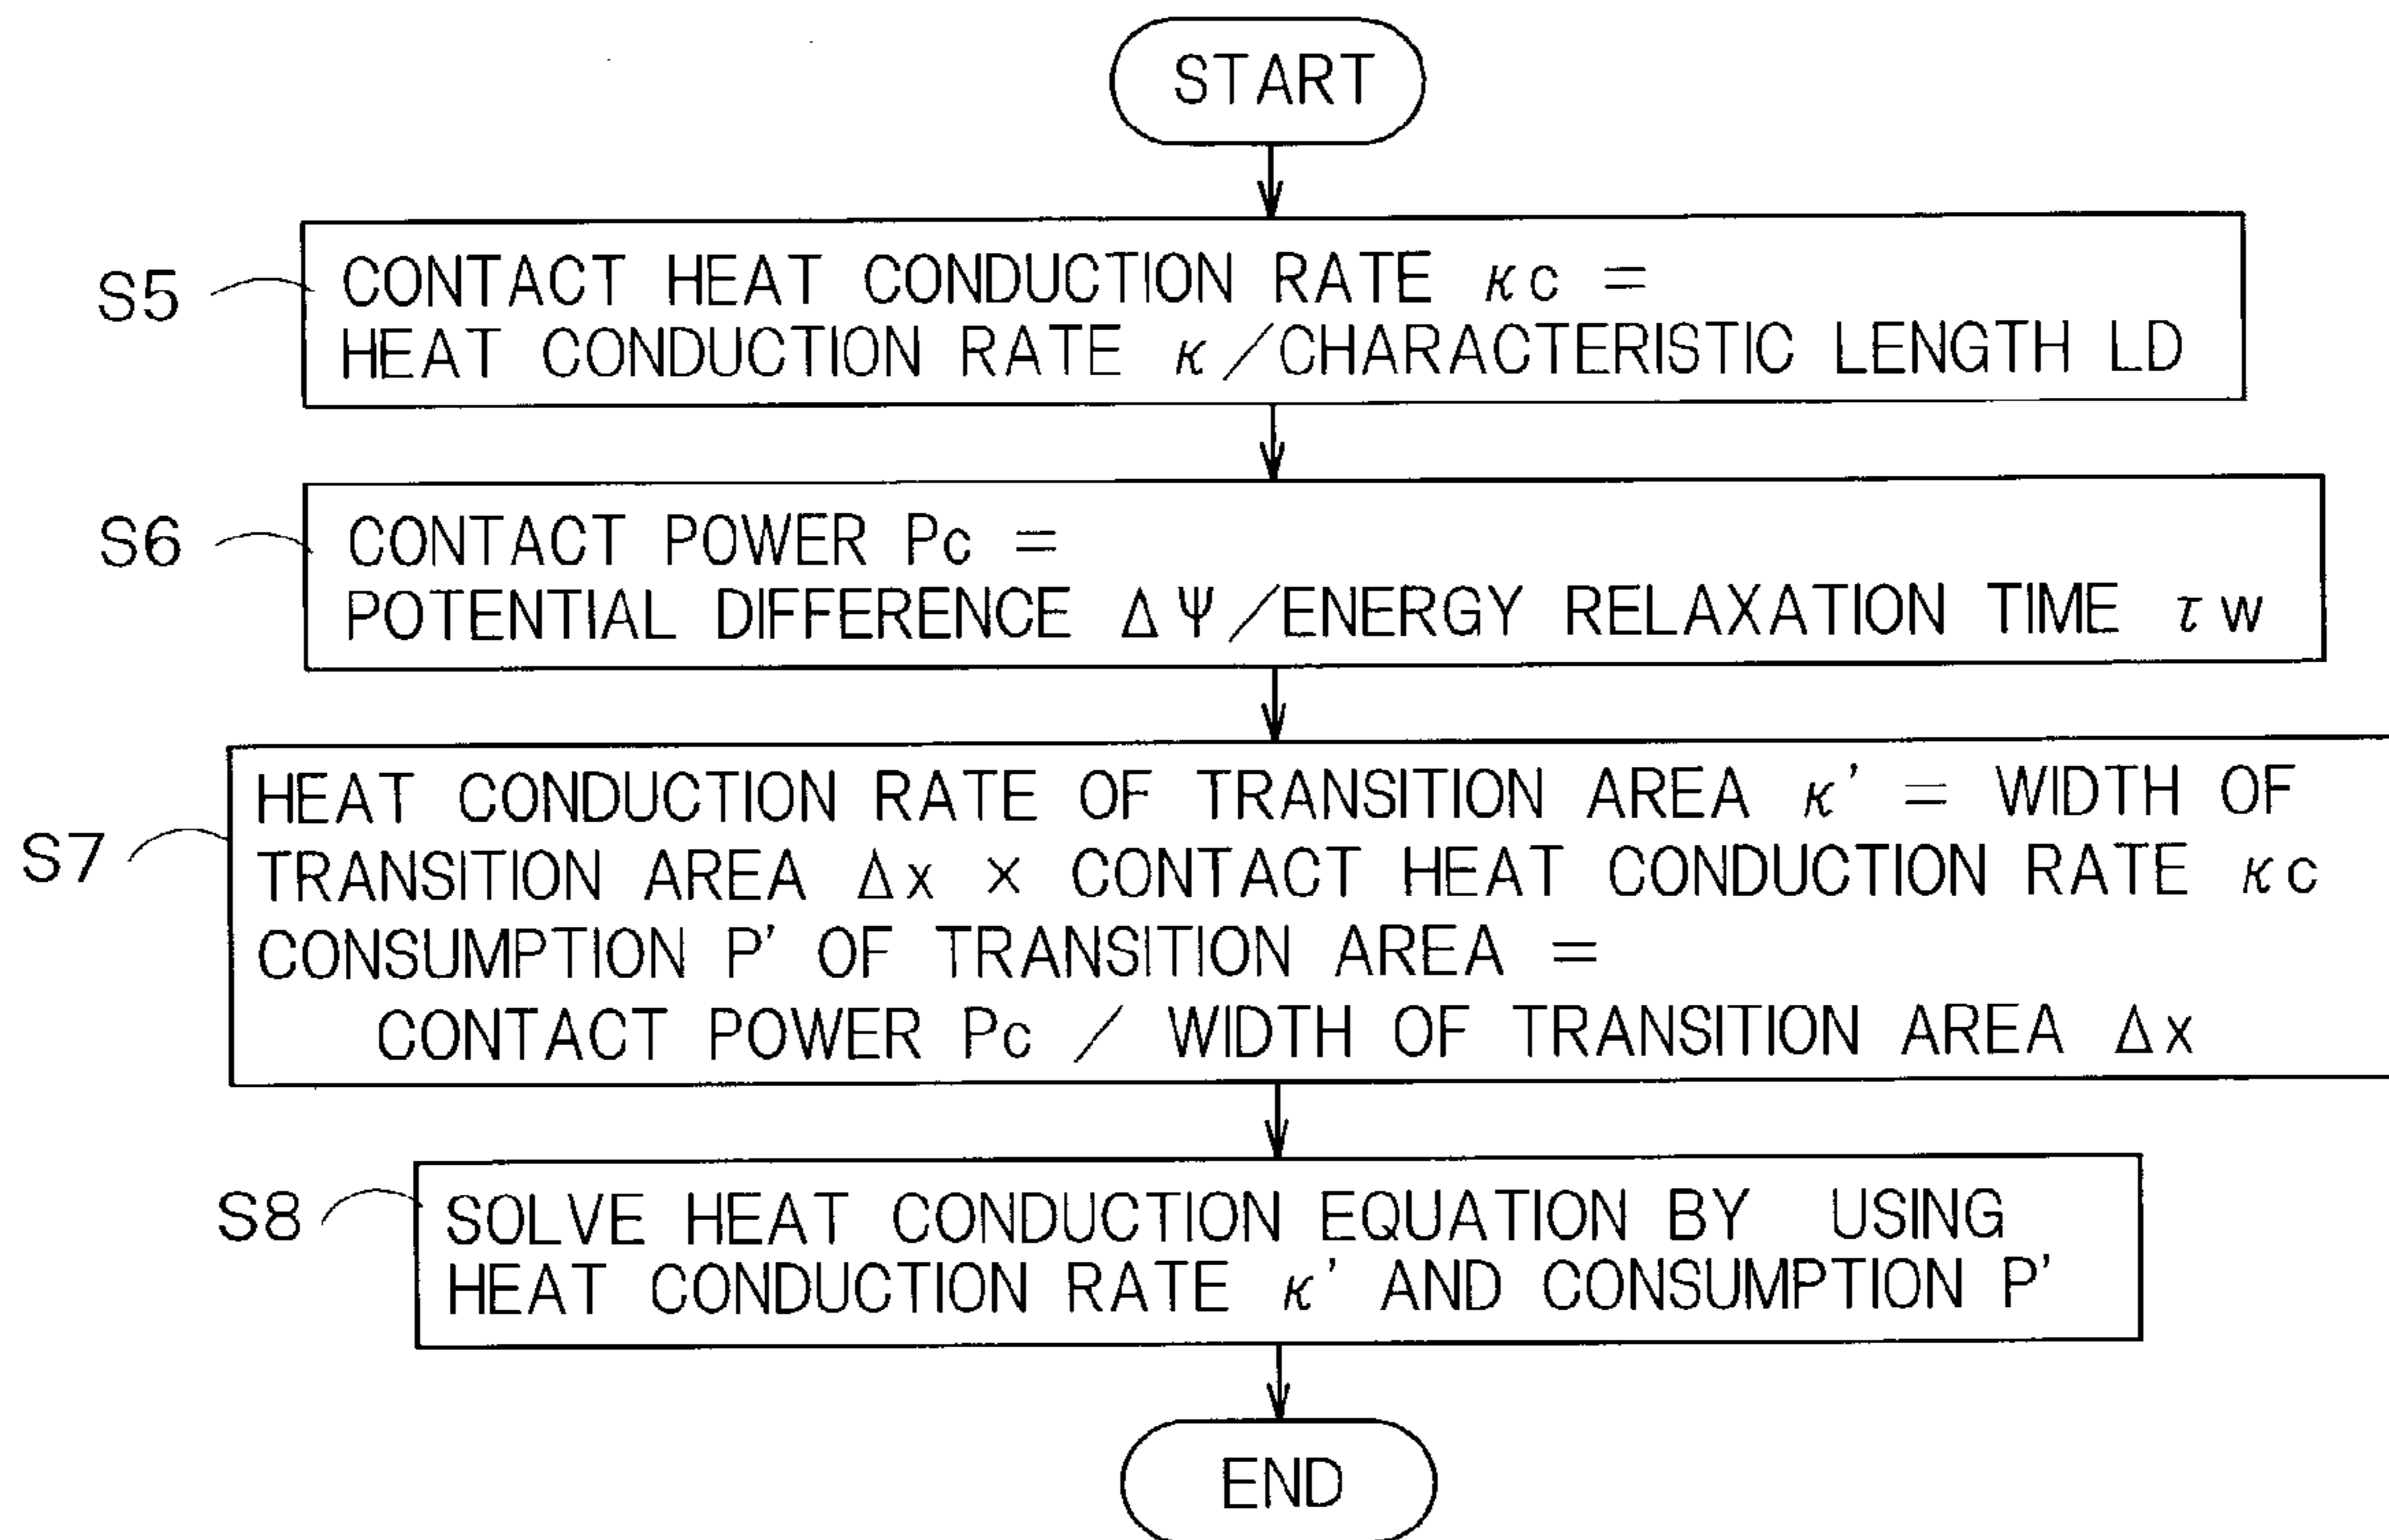 START
S5
CONTACT HEAT CONDUCTION RATE κc =
HEAT CONDUCTION RATE κ/CHARACTERISTIC LENGTH LD
S6
CONTACT POWER Pc =
POTENTIAL DIFFERENCE ΔΨ/ENERGY RELAXATION TIME τw
S7
HEAT CONDUCTION RATE OF TRANSITION AREA κ' = WIDTH OF
TRANSITION AREA Δx × CONTACT HEAT CONDUCTION RATE κc
CONSUMPTION P' OF TRANSITION AREA =
CONTACT POWER Pc / WIDTH OF TRANSITION AREA Δx
S8
SOLVE HEAT CONDUCTION EQUATION BY USING
HEAT CONDUCTION RATE κ' AND CONSUMPTION P'
END